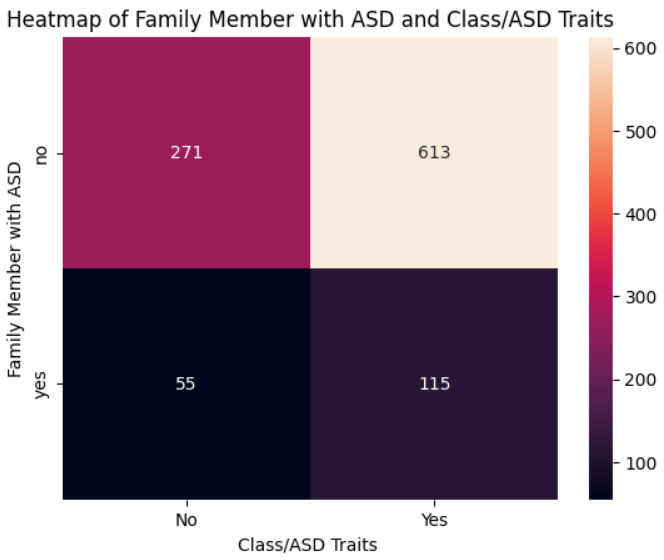 Heatmap of Family Member with ASD and Class/ASD Traits
Family Member with ASD
no
yes
271
613
55
115
No
Yes
Class/ASD Traits
600
500
400
300
200
100